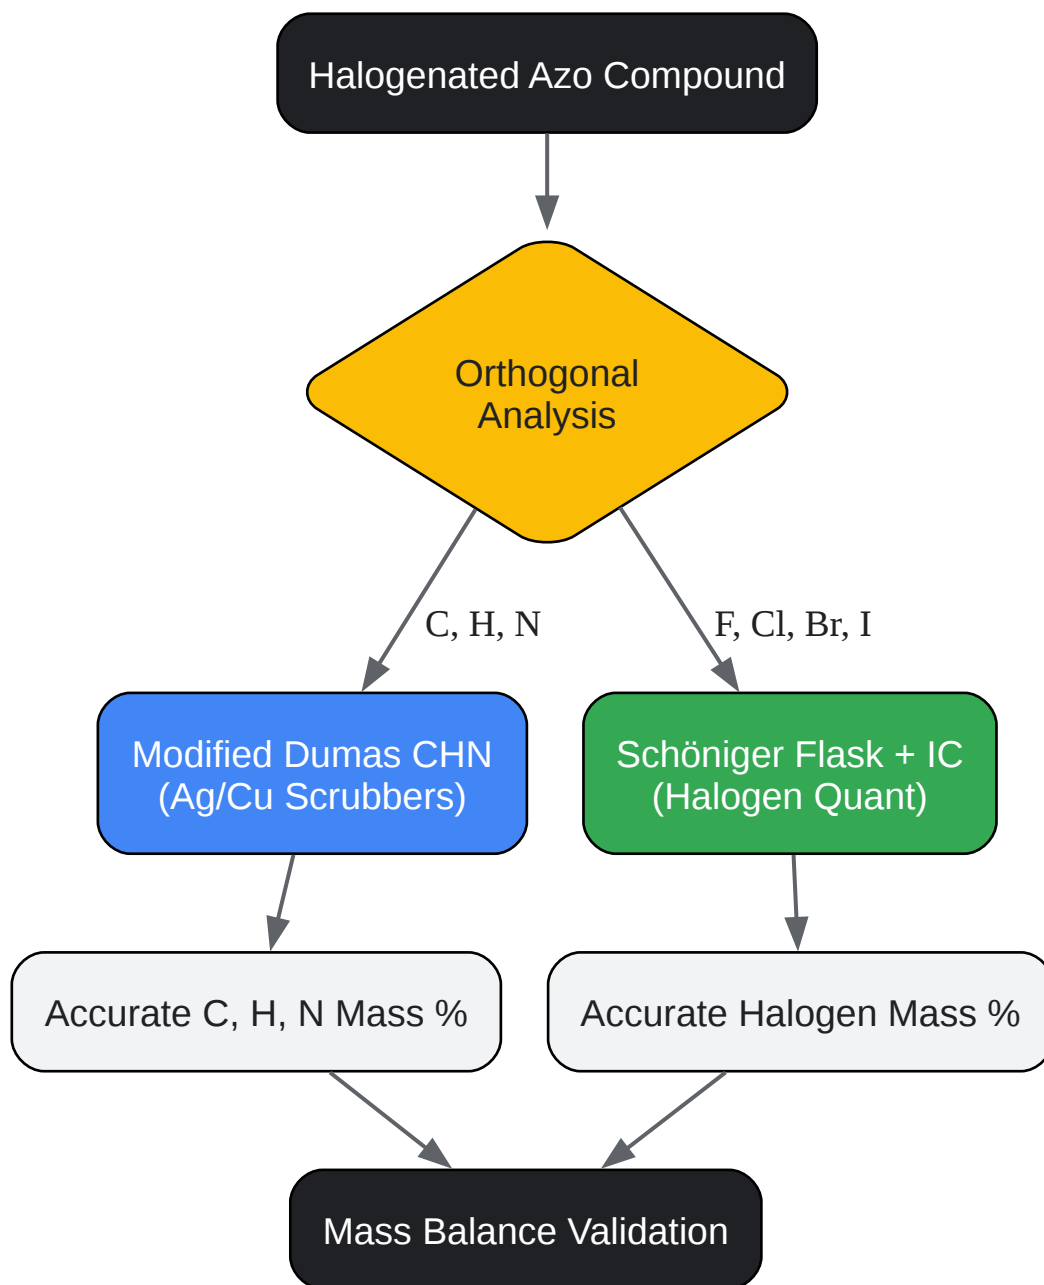 Halogenated Azo Compound
Orthogonal
Analysis
C, H, N
F, Cl, Br, I
Modified Dumas CHN
(Ag/Cu Scrubbers)
Schöniger Flask + IC
(Halogen Quant)
Accurate C, H, N Mass %
Accurate Halogen Mass %
Mass Balance Validation